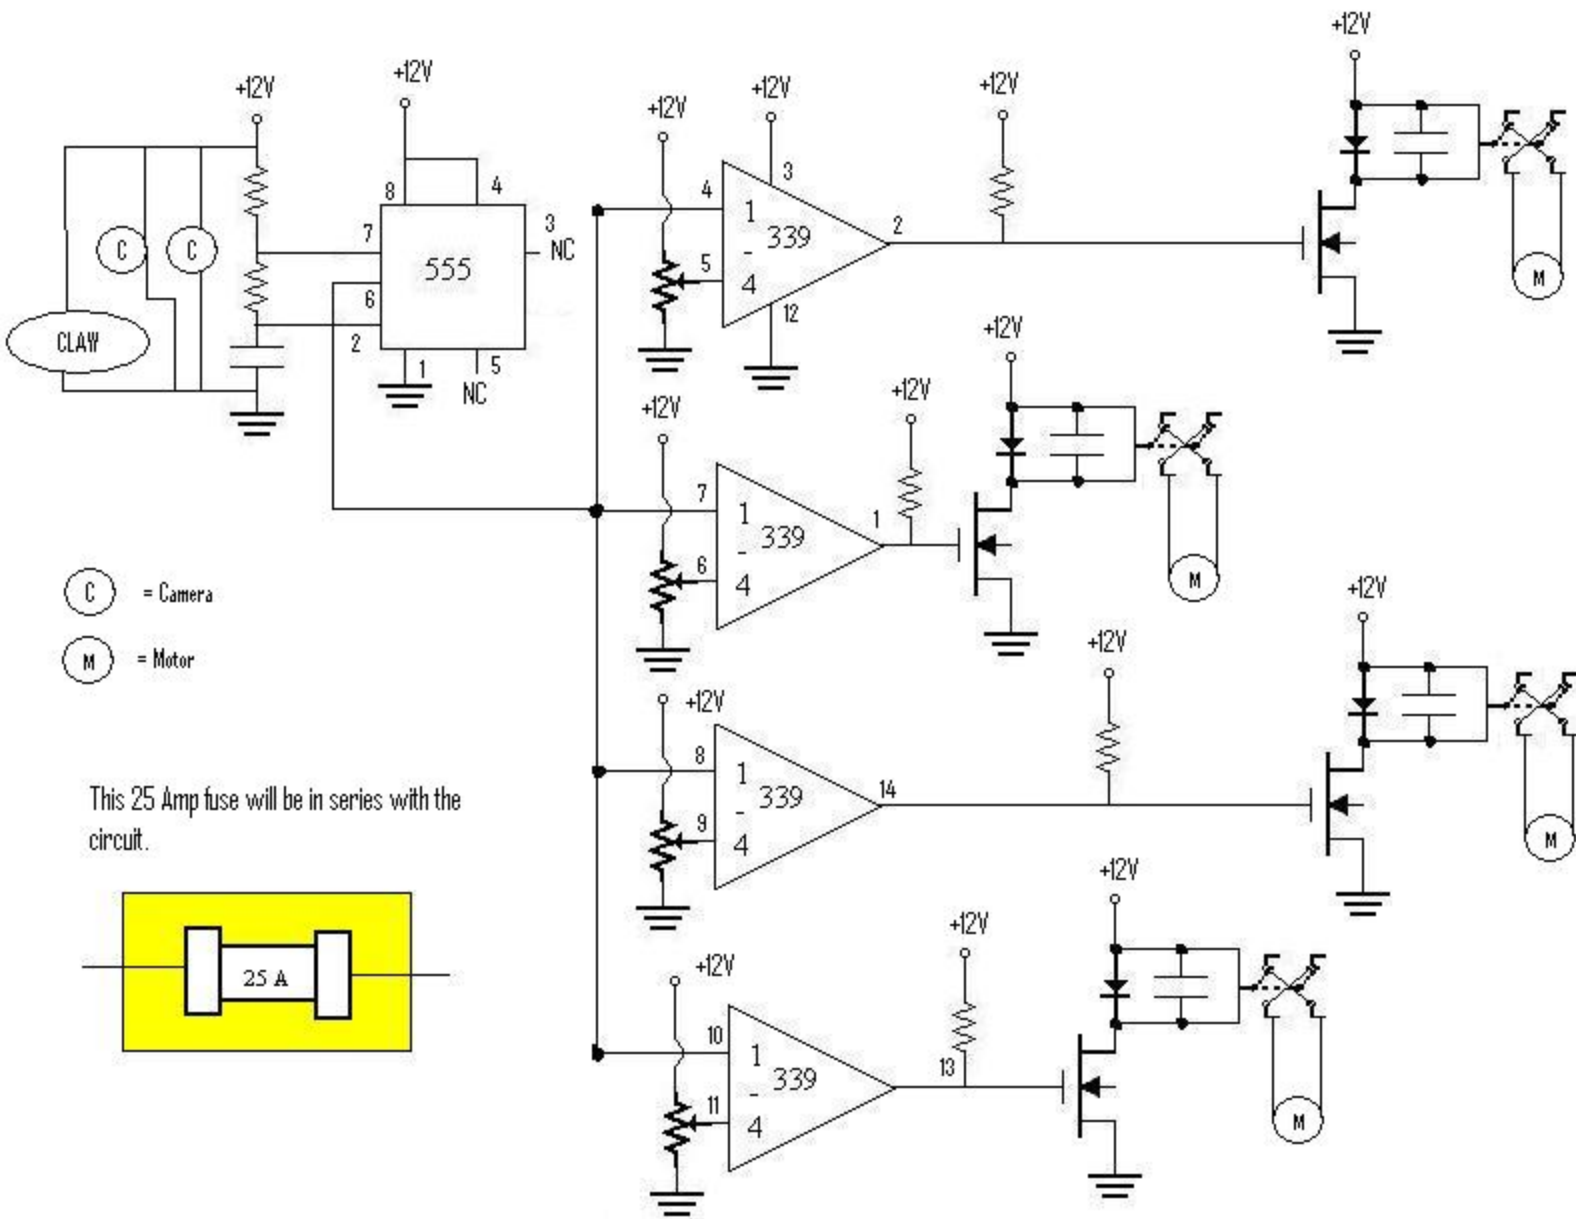 +12V
+12V
+12V
+12V
+12V
+12V
C
C
CLAW
8
4
7
3
NC
555
6
2
1
5
NC
4
3
1
339
-
5
4
12
2
M
+12V
+12V
+12V
7
1
339
-
6
4
1
M
C
= Camera
M
= Motor
+12V
+12V
+12V
8
1
339
-
9
4
14
M
This 25 Amp fuse will be in series with the
circuit.
25 A
+12V
+12V
+12V
10
1
339
-
11
4
13
M